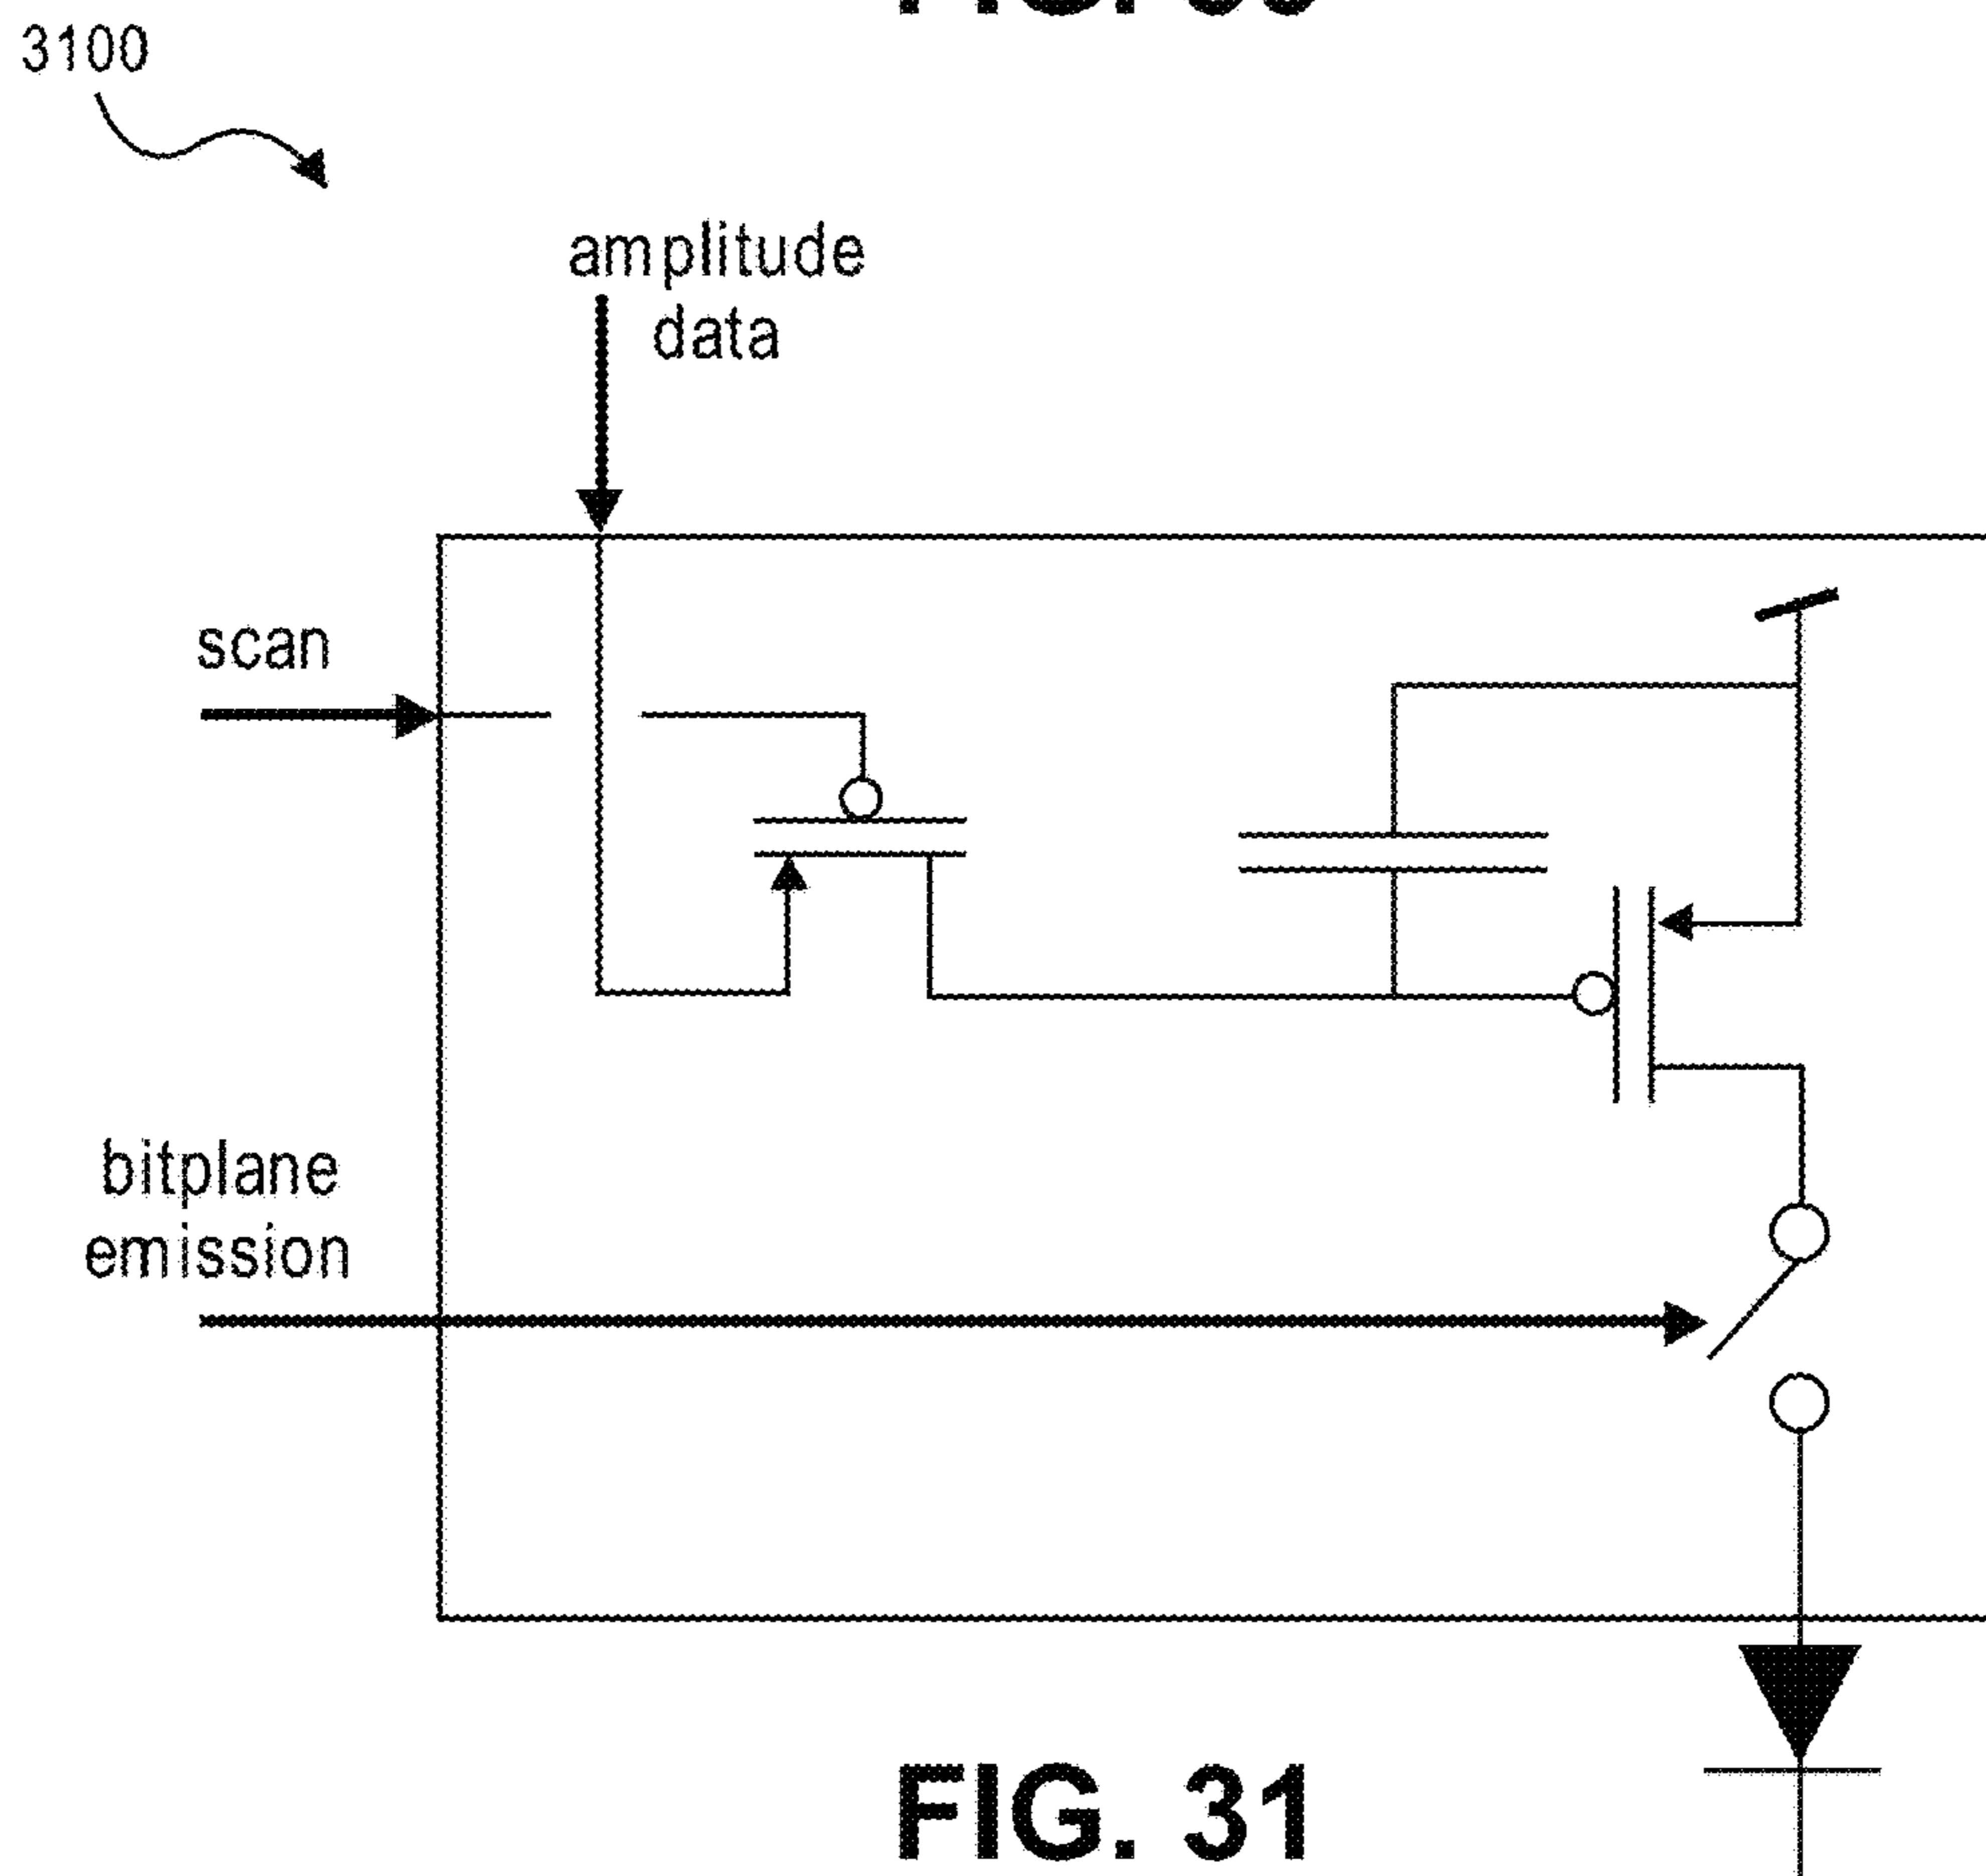 3100
amplitude
data
scan
bitplane
emission
FIG. 31